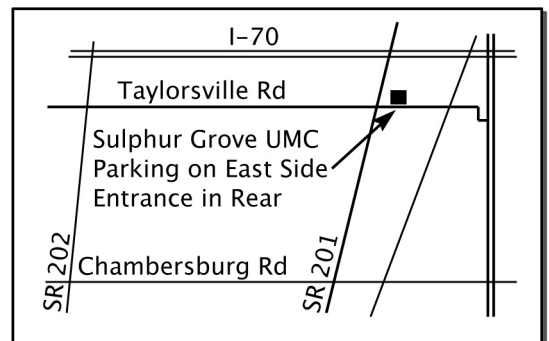 I-70
Taylorsville Rd
Sulphur Grove UMC
Parking on East Side
Entrance in Rear
SR 202
Chambersburg Rd
SR 201